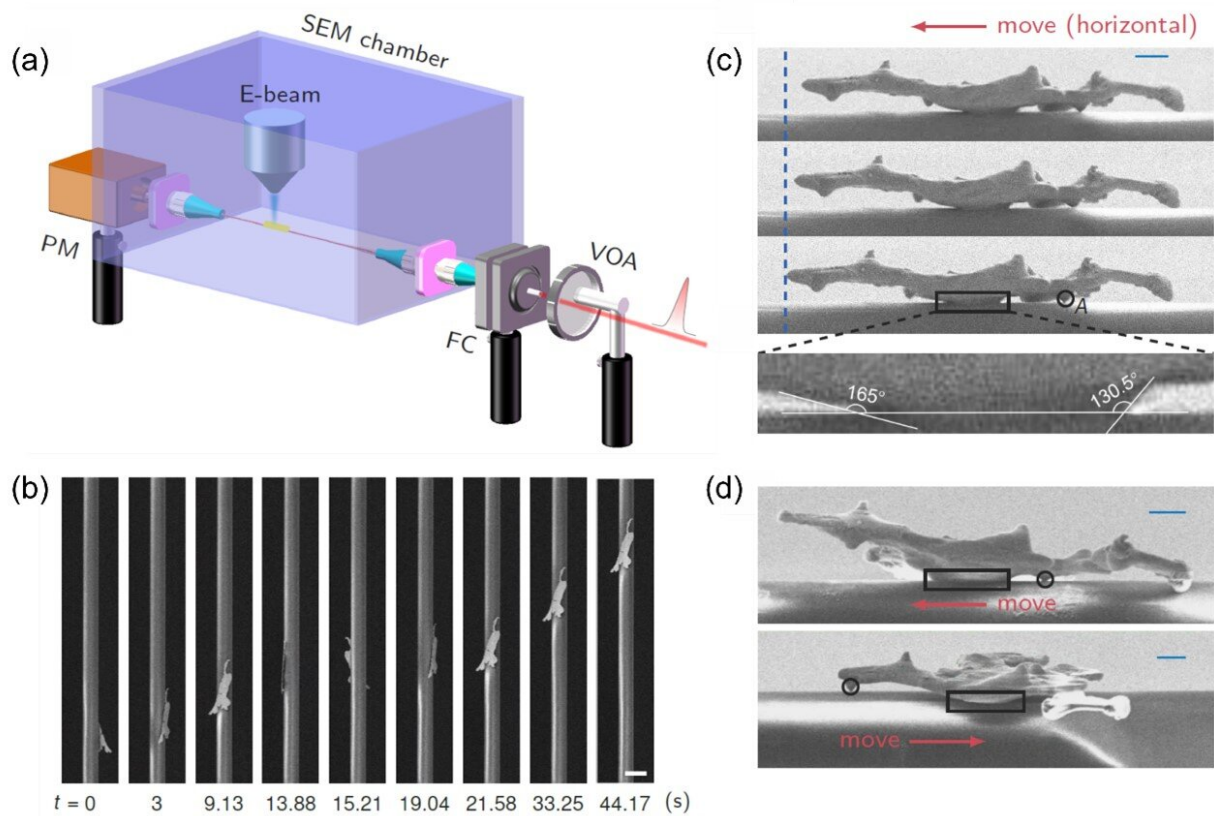 (a)
SEM chamber
E-beam
PM
FC
VOA
(b)
t = 0 3 9.13 13.88 15.21 19.04 21.58 33.25 44.17 (s)
(c)
move (horizontal)
A
165°
130.5°
(d)
move
move